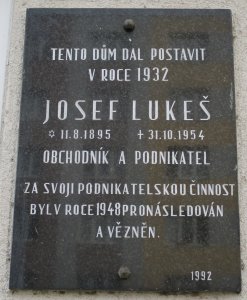 TENTO DŮM DAL POSTAVIT
V ROCE 1932
JOSEF LUKEŠ
✡ 11.8.1895 ✝ 31.10.1954
OBCHODNÍK A PODNIKATEL
ZA SVOJI PODNIKATELSKOU ČINNOST
BYL V ROCE 1948 PRONÁSLEDOVÁN
A VĚZNĚN.
1992